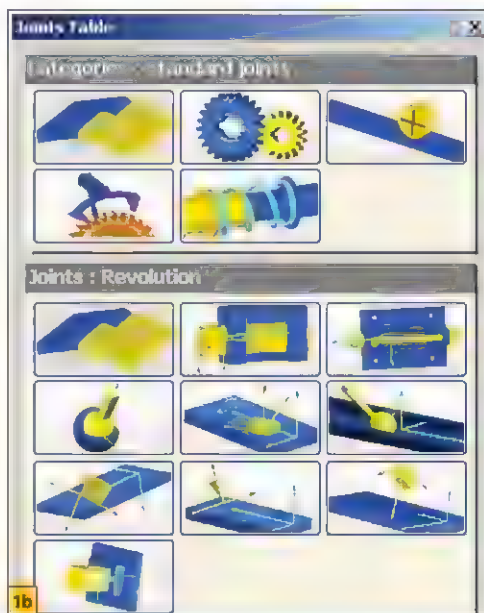 Joints Table
Categories : Standard Joints
Joints : Revolution
1b